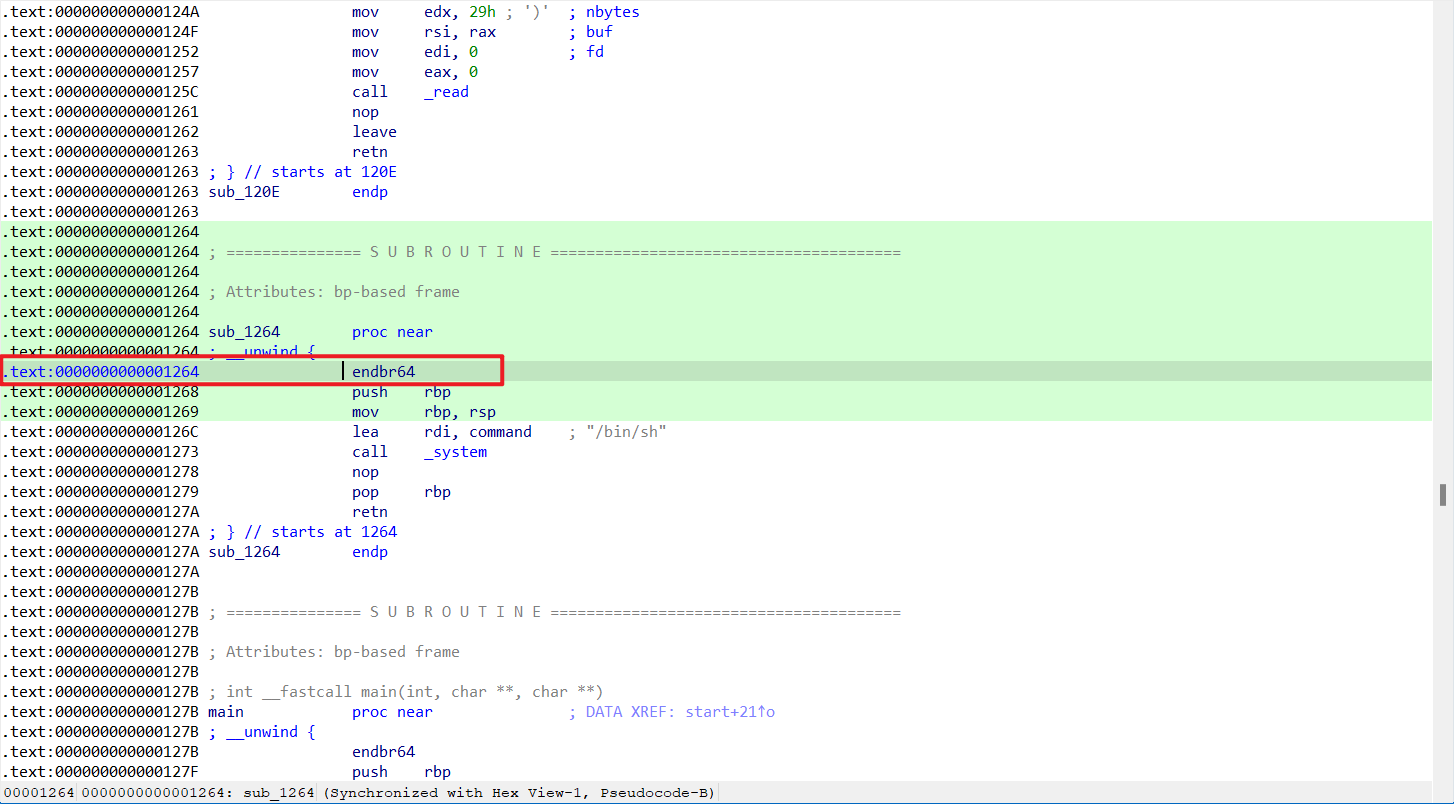 .text:000000000000124A mov edx, 29h ; ')' ; nbytes
.text:000000000000124F mov rsi, rax ; buf
.text:0000000000001252 mov edi, 0 ; fd
.text:0000000000001257 mov eax, 0
.text:000000000000125C call _read
.text:0000000000001261 nop
.text:0000000000001262 leave
.text:0000000000001263 retn
.text:0000000000001263 ; } // starts at 120E
.text:0000000000001263 sub_120E endp
.text:0000000000001263
.text:0000000000001264
.text:0000000000001264 ; =============== S U B R O U T I N E =======================================
.text:0000000000001264
.text:0000000000001264 ; Attributes: bp-based frame
.text:0000000000001264
.text:0000000000001264 sub_1264 proc near
.text:0000000000001264 ; __unwind {
.text:0000000000001264 endbr64
.text:0000000000001268 push rbp
.text:0000000000001269 mov rbp, rsp
.text:000000000000126C lea rdi, command ; "/bin/sh"
.text:0000000000001273 call _system
.text:0000000000001278 nop
.text:0000000000001279 pop rbp
.text:000000000000127A retn
.text:000000000000127A ; } // starts at 1264
.text:000000000000127A sub_1264 endp
.text:000000000000127A
.text:000000000000127B
.text:000000000000127B ; =============== S U B R O U T I N E =======================================
.text:000000000000127B
.text:000000000000127B ; Attributes: bp-based frame
.text:000000000000127B
.text:000000000000127B ; int __fastcall main(int, char **, char **)
.text:000000000000127B main proc near ; DATA XREF: start+21↑o
.text:000000000000127B ; __unwind {
.text:000000000000127B endbr64
.text:000000000000127F push rbp
00001264 0000000000001264: sub_1264 (Synchronized with Hex View-1, Pseudocode-B)